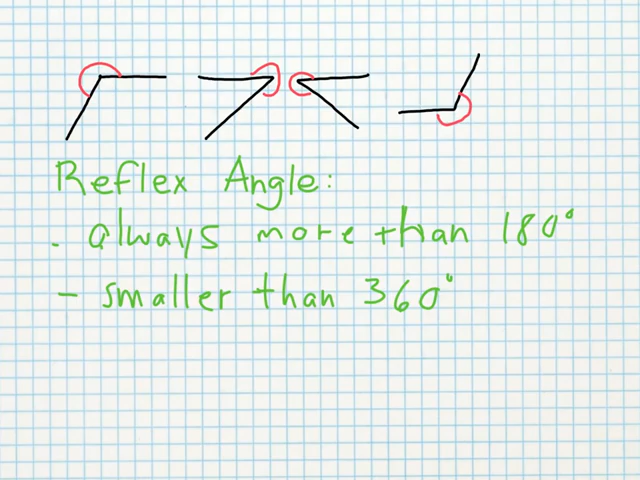 Reflex Angle:
. always more than 180°
- smaller than 360°